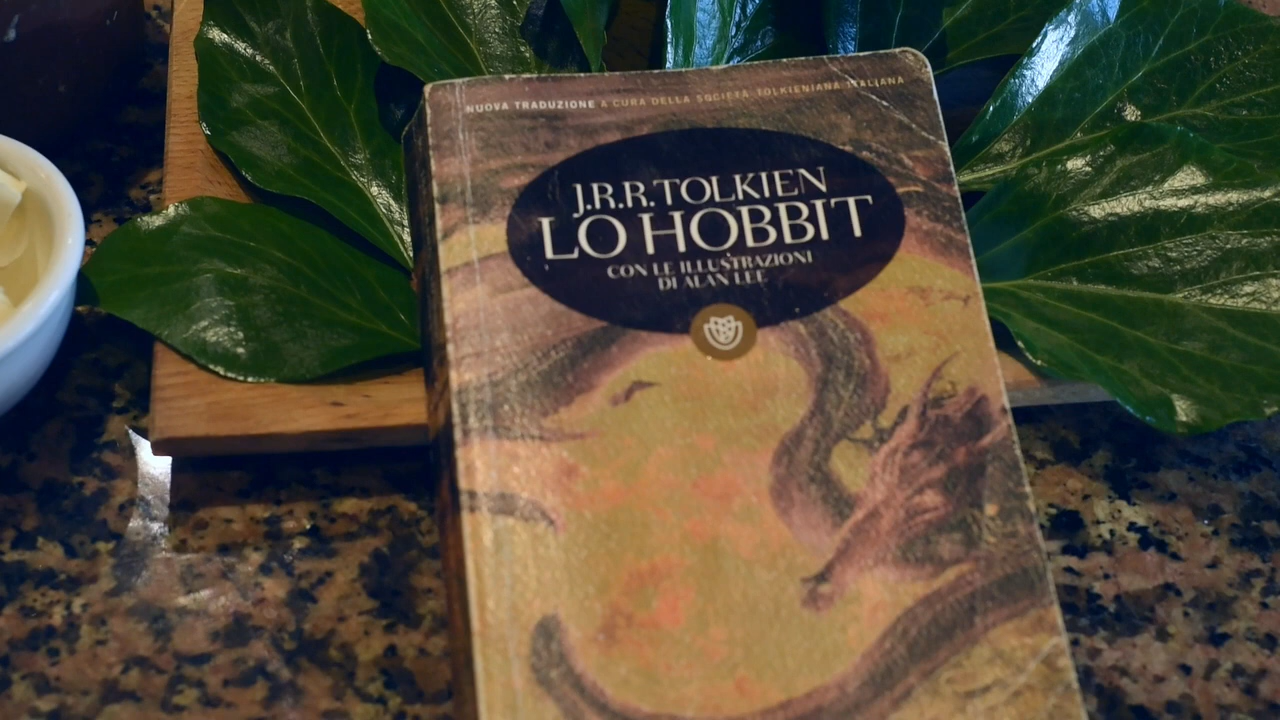 NUOVA TRADUZIONE A CURA DELLA SOCIETÀ TOLKIENIANA ITALIANA
J.R.R. TOLKIEN
LO HOBBIT
CON LE ILLUSTRAZIONI
DI ALAN LEE